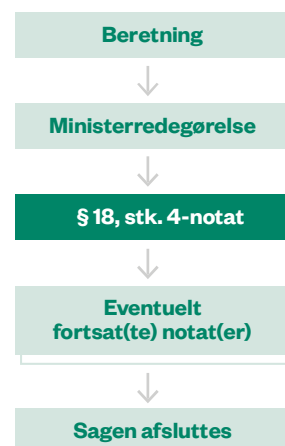 Beretning
Ministerredegørelse
§ 18, stk. 4-notat
Eventuelt
fortsat(te) notat(er)
Sagen afsluttes